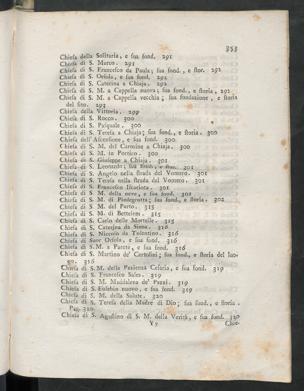 353
Chiesa della Solitaria, e sua fond. 291
Chiesa di S. Marco. 291
Chiesa di S. Francesco da Paola; sua fond., e stor. 292
Chiesa di S. Orsola, e sua fond. 292
Chiesa di S. Caterina a Chiaja. 292
Chiesa di S. M. a Cappella nuova; sua fond., e storia, 292
Chiesa di S. M. a Cappella vecchia; sua fondazione, e storia
del sito. 293
Chiesa della Vittoria. 299
Chiesa di S. Rocco. 300
Chiesa di S. Pasquale. 300
Chiesa di S. Teresa a Chiaja; sua fond., e storia. 300
Chiesa dell'Ascensione, e sua fond. 300
Chiesa di S. M. del Carmine a Chiaja. 300
Chiesa di S. M. in Portico. 300
Chiesa di S. Giuseppe a Chiaja. 301
Chiesa di S. Leonardo; sua fond., e stor. 301
Chiesa di S. Angelo nella strada del Vomero. 301
Chiesa di S. Teresa nella strada del Vomero. 301
Chiesa di S. Francesco 301
Chiesa di S. M. della neve, e sua fond. 301
Chiesa di S. M. di Piedegrotta; sua fond., e storia. 302
Chiesa di S. M. del Parto. 315
Chiesa di S. M. di Bettelem. 315
Chiesa di S. Carlo delle Mortelle. 315
Chiesa di S. Caterina da Siena. 316
Chiesa di S. Niccolo da Tolentino. 316
Chiesa di Suor Orsola, e sua fond. 316
Chiesa di S.M. a Parete, e sua fond. 316
Chiesa di S. Martino de' Certosini; sua fond., e storia del luo-
go. 316
Chiesa di S.M. della Pazienza Cesaria, e sua fond. 319
Chiesa di S. Francesco Sales. 319
Chiesa di S. M. Maddalena de' Pazzi. 319
Chiesa di S. Eufebio nuovo, e sua fond. 319
Chiesa di S. M. della Salute. 320
Chiesa di S. Teresa della Madre di Dio; sua fond., e storia.
Pag. 320
Chiesa di S. Agostino di S. M. della Verità, e sua fond. 320
Yy Chie-